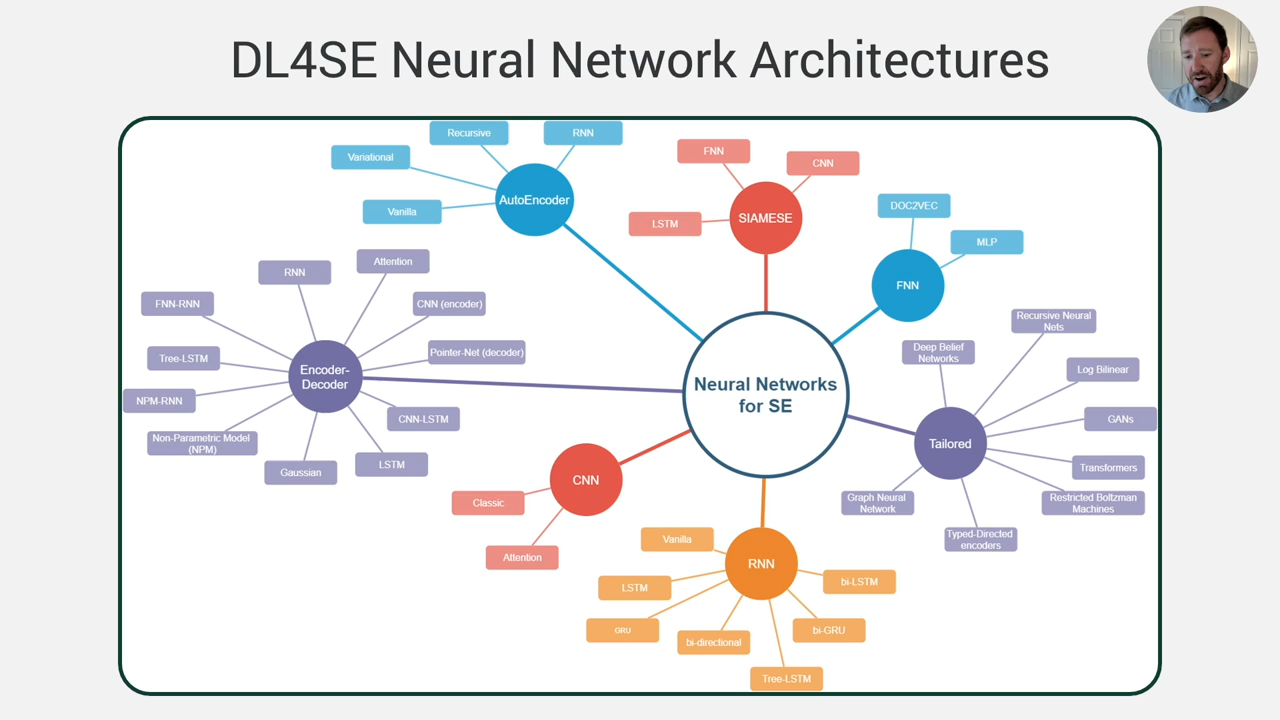 DL4SE Neural Network Architectures
Recursive
RNN
Variational
Vanilla
AutoEncoder
FNN
CNN
LSTM
SIAMESE
DOC2VEC
MLP
FNN
Attention
RNN
FNN-RNN
CNN (encoder)
Tree-LSTM
Pointer-Net (decoder)
Encoder-
Decoder
NPM-RNN
CNN-LSTM
Non-Parametric Model
(NPM)
LSTM
Gaussian
Neural Networks
for SE
Recursive Neural
Nets
Deep Belief
Networks
Log Bilinear
GANs
Tailored
Transformers
Graph Neural
Network
Restricted Boltzman
Machines
Typed-Directed
encoders
CNN
Classic
Attention
Vanilla
RNN
LSTM
bi-LSTM
GRU
bi-directional
bi-GRU
Tree-LSTM